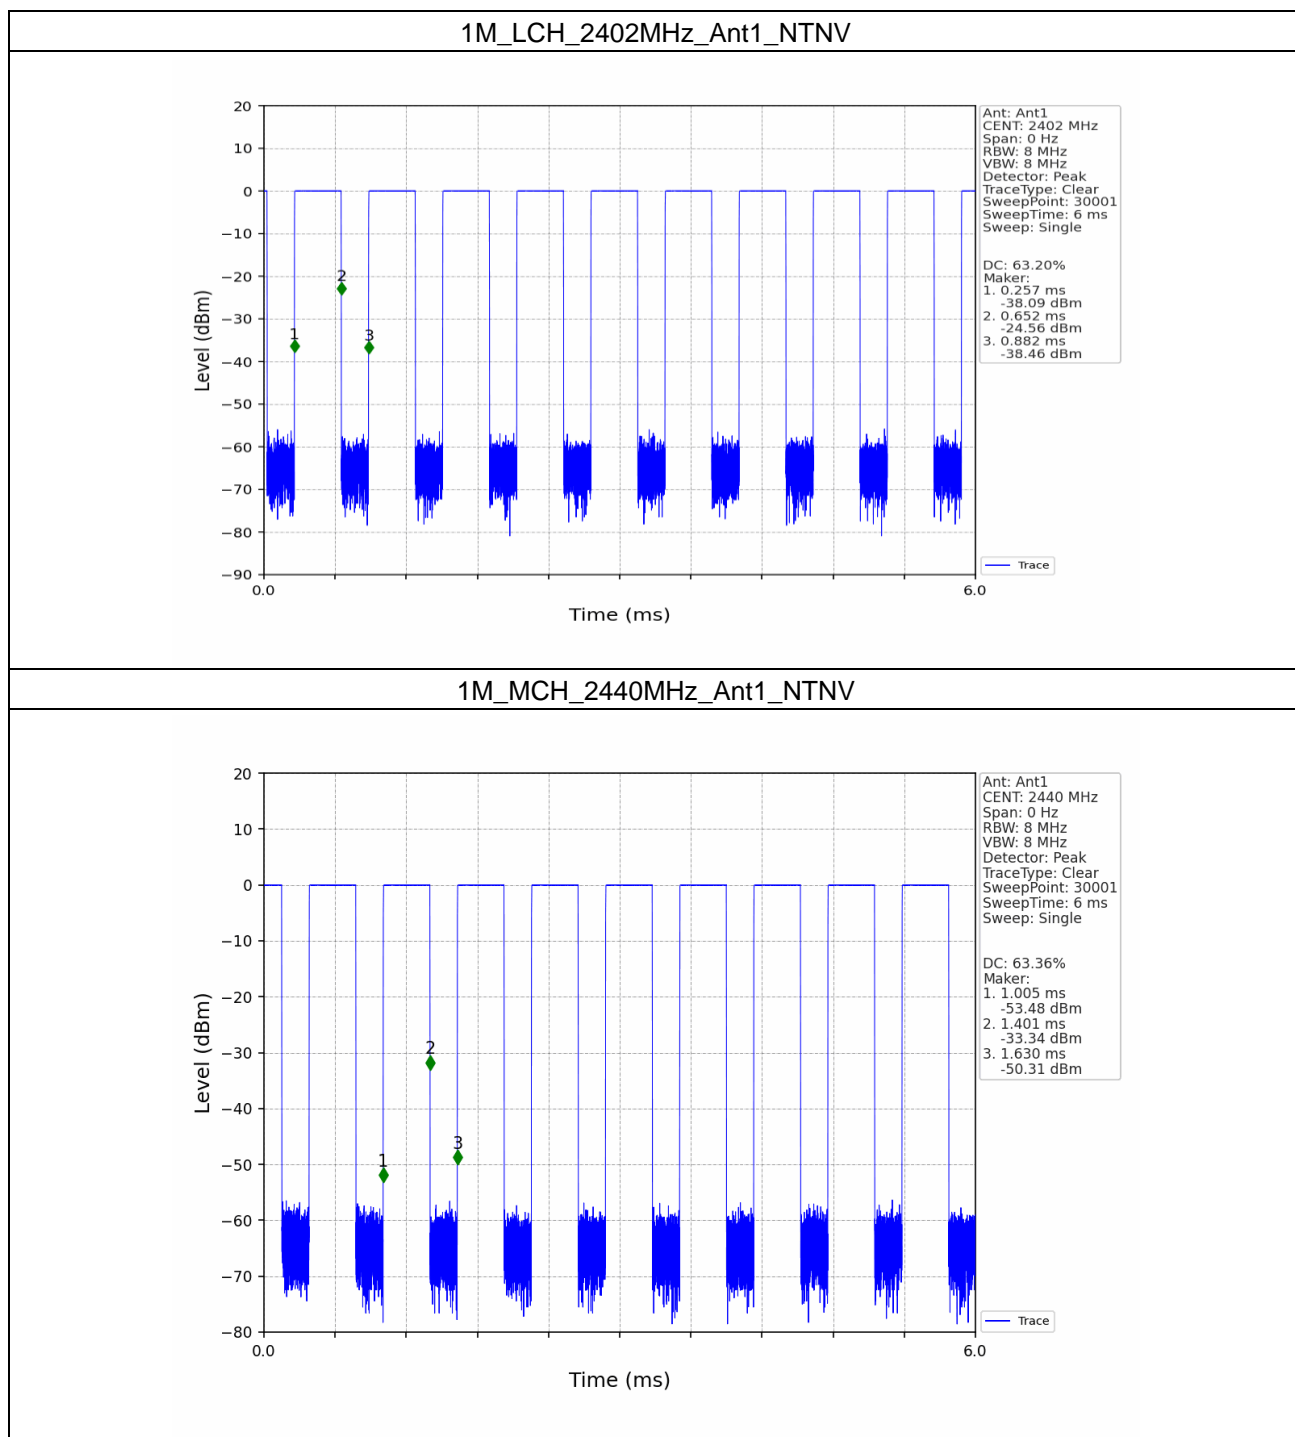 1M_LCH_2402MHz_Ant1_NTNV
20
10
0
−10
−20
−30
−40
−50
−60
−70
−80
−90
Level (dBm)
1
2
3
0.0
6.0
Time (ms)
Ant: Ant1
CENT: 2402 MHz
Span: 0 Hz
RBW: 8 MHz
VBW: 8 MHz
Detector: Peak
TraceType: Clear
SweepPoint: 30001
SweepTime: 6 ms
Sweep: Single
DC: 63.20%
Maker:
1. 0.257 ms
-38.09 dBm
2. 0.652 ms
-24.56 dBm
3. 0.882 ms
-38.46 dBm
Trace
1M_MCH_2440MHz_Ant1_NTNV
20
10
0
−10
−20
−30
−40
−50
−60
−70
−80
Level (dBm)
1
2
3
0.0
6.0
Time (ms)
Ant: Ant1
CENT: 2440 MHz
Span: 0 Hz
RBW: 8 MHz
VBW: 8 MHz
Detector: Peak
TraceType: Clear
SweepPoint: 30001
SweepTime: 6 ms
Sweep: Single
DC: 63.36%
Maker:
1. 1.005 ms
-53.48 dBm
2. 1.401 ms
-33.34 dBm
3. 1.630 ms
-50.31 dBm
Trace